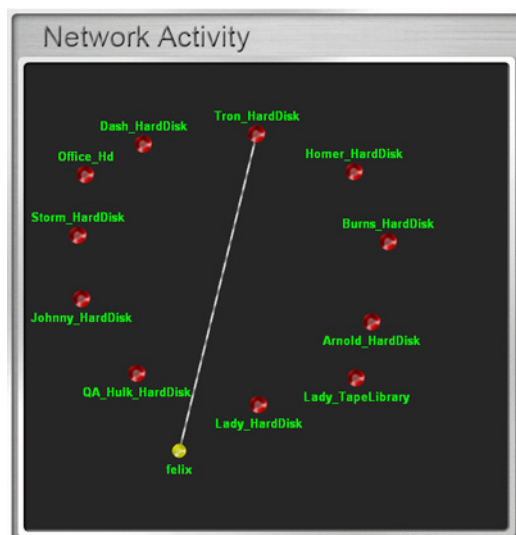 Network Activity
Tron_HardDisk
Dash_HardDisk
Homer_HardDisk
Office_Hd
Storm_HardDisk
Burns_HardDisk
Johnny_HardDisk
Arnold_HardDisk
QA_Hulk_HardDisk
Lady_TapeLibrary
Lady_HardDisk
felix